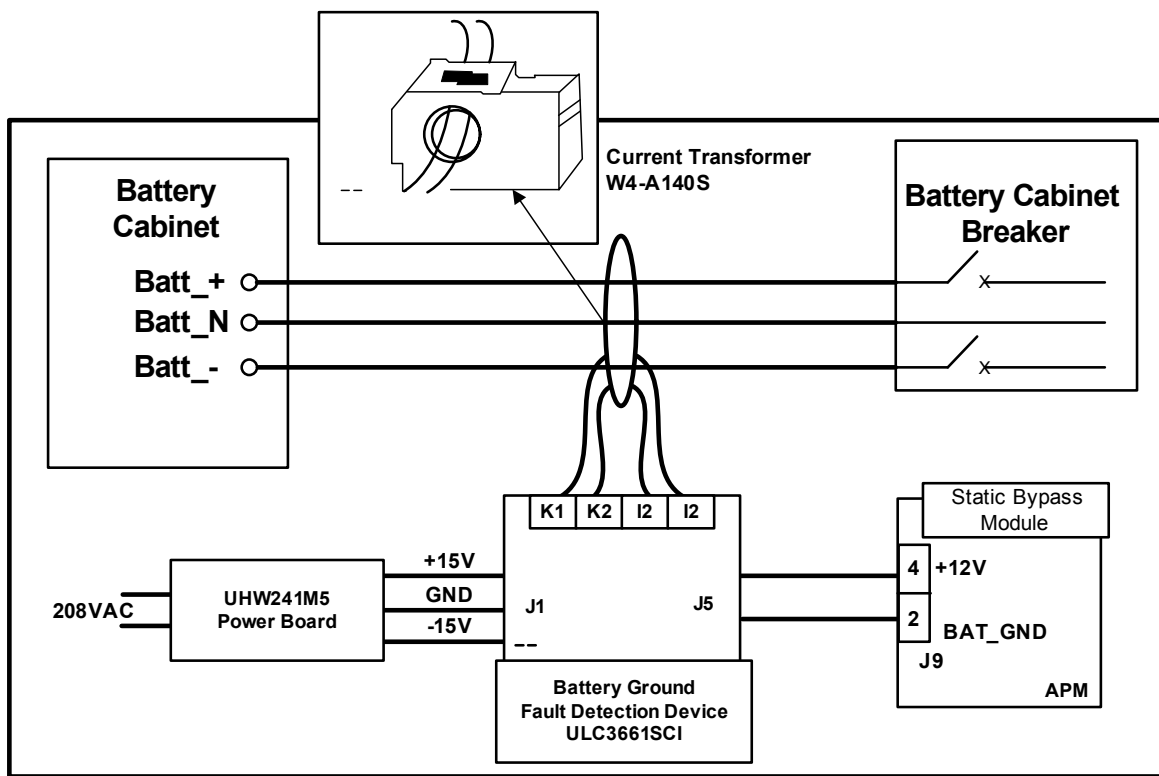 Current Transformer
W4-A140S
Battery
Cabinet
Batt_+
Batt_N
Batt_-
Battery Cabinet
Breaker
X
X
K1 K2 I2 I2
Static Bypass
Module
208VAC
UHW241M5
Power Board
+15V
GND
-15V
J1
J5
4 +12V
2 BAT_GND
J9
APM
Battery Ground
Fault Detection Device
ULC3661SCI